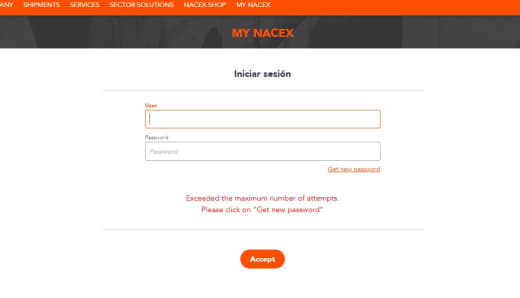 ANY SHIPMENTS SERVICES SECTOR SOLUTIONS NACEX.SHOP MY NACEX
MY NACEX
Iniciar sesión
User
Password
Password
Get new password
Exceeded the maximum number of attempts.
Please click on "Get new password"
Accept